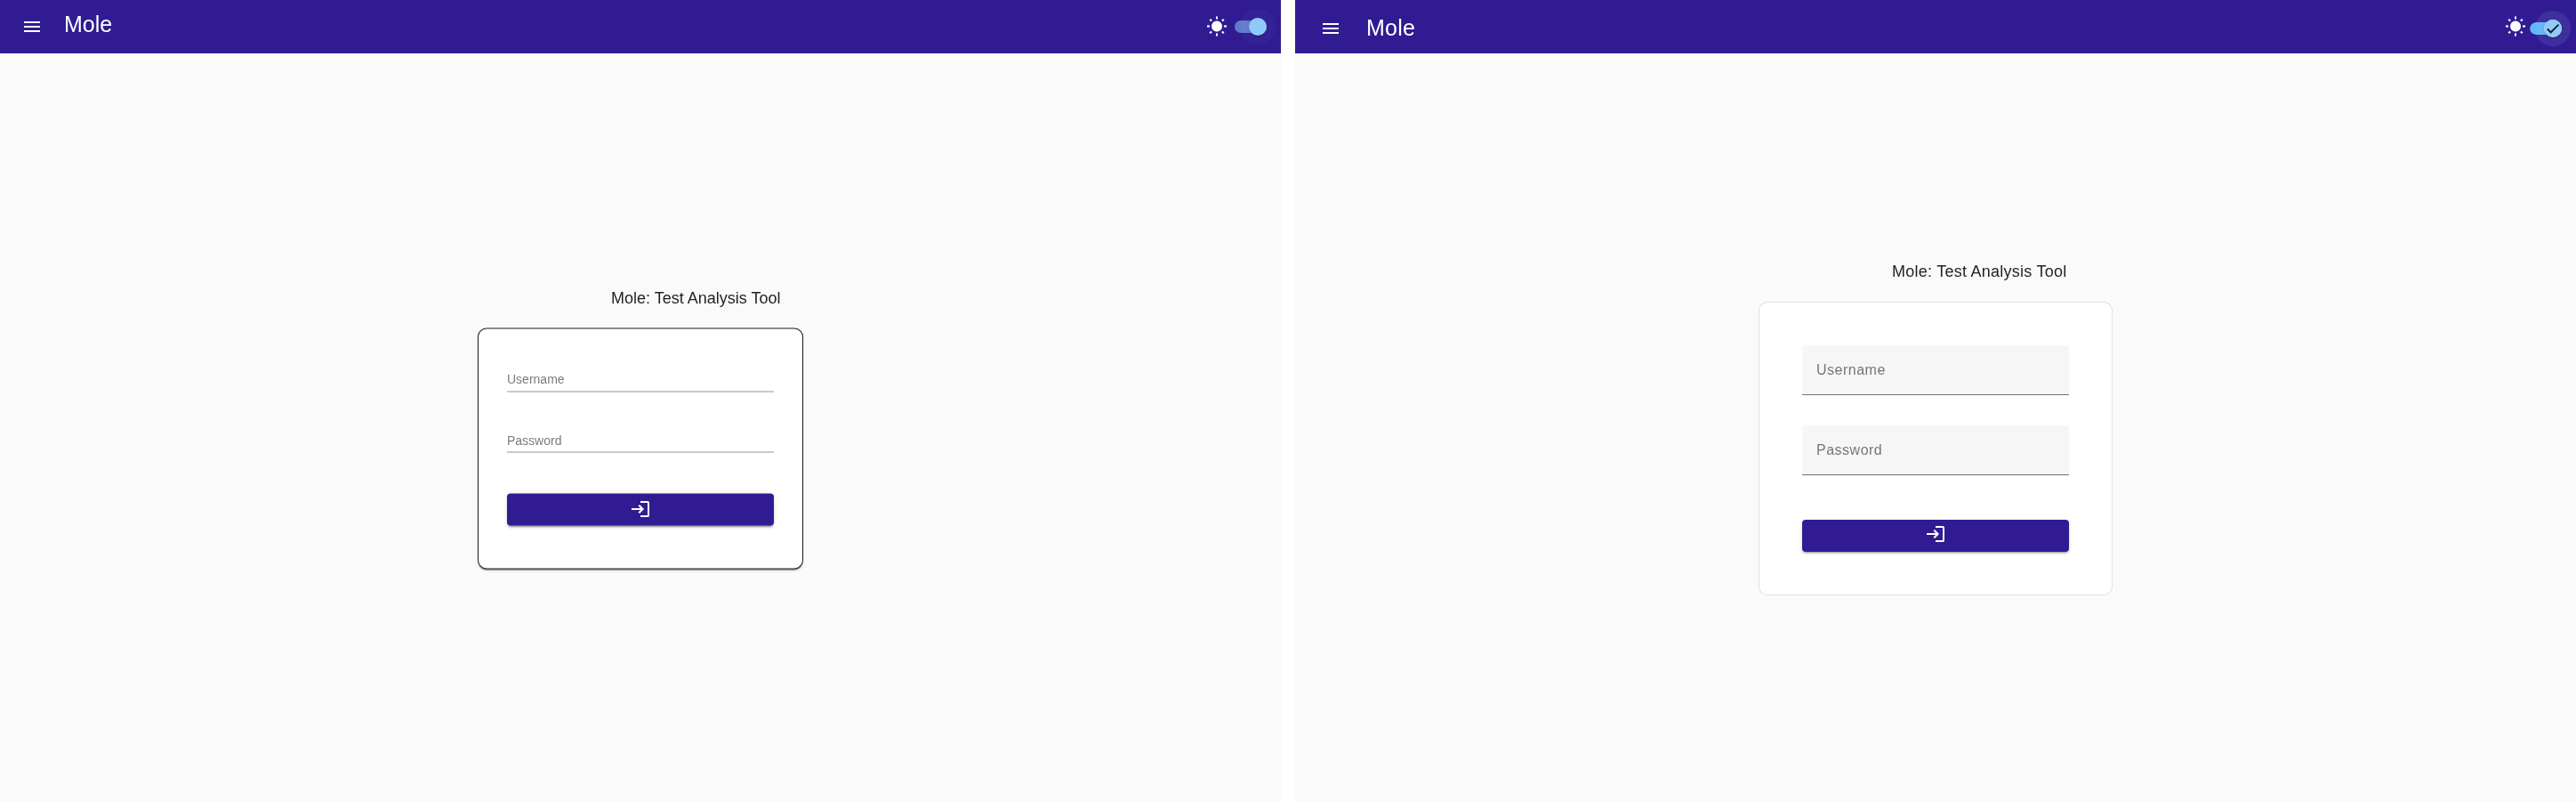 Mole
Mole: Test Analysis Tool
Username
Password
Mole
Mole: Test Analysis Tool
Username
Password